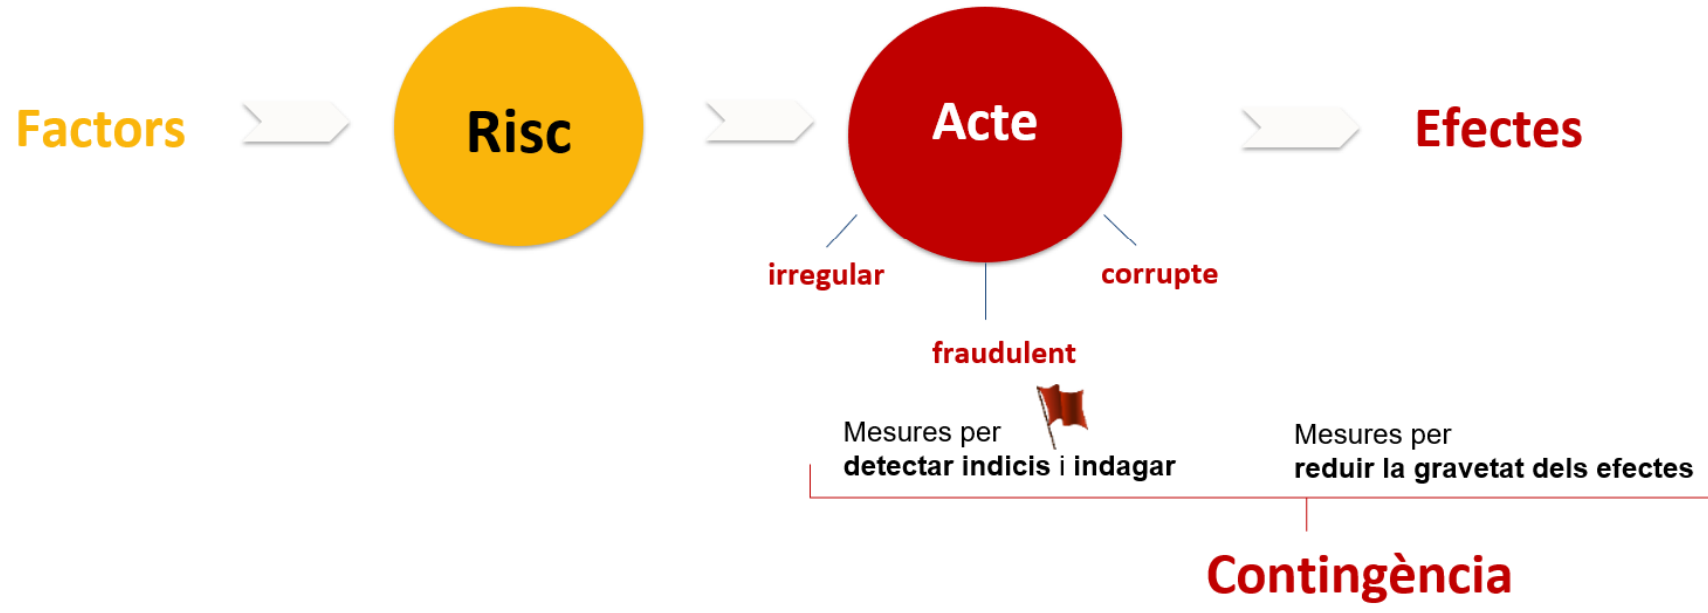 Factors
Risc
Acte
Efectes
irregular
corrupte
fraudulent
Mesures per
detectar indicis i indagar
Mesures per
reduir la gravetat dels efectes
Contingència